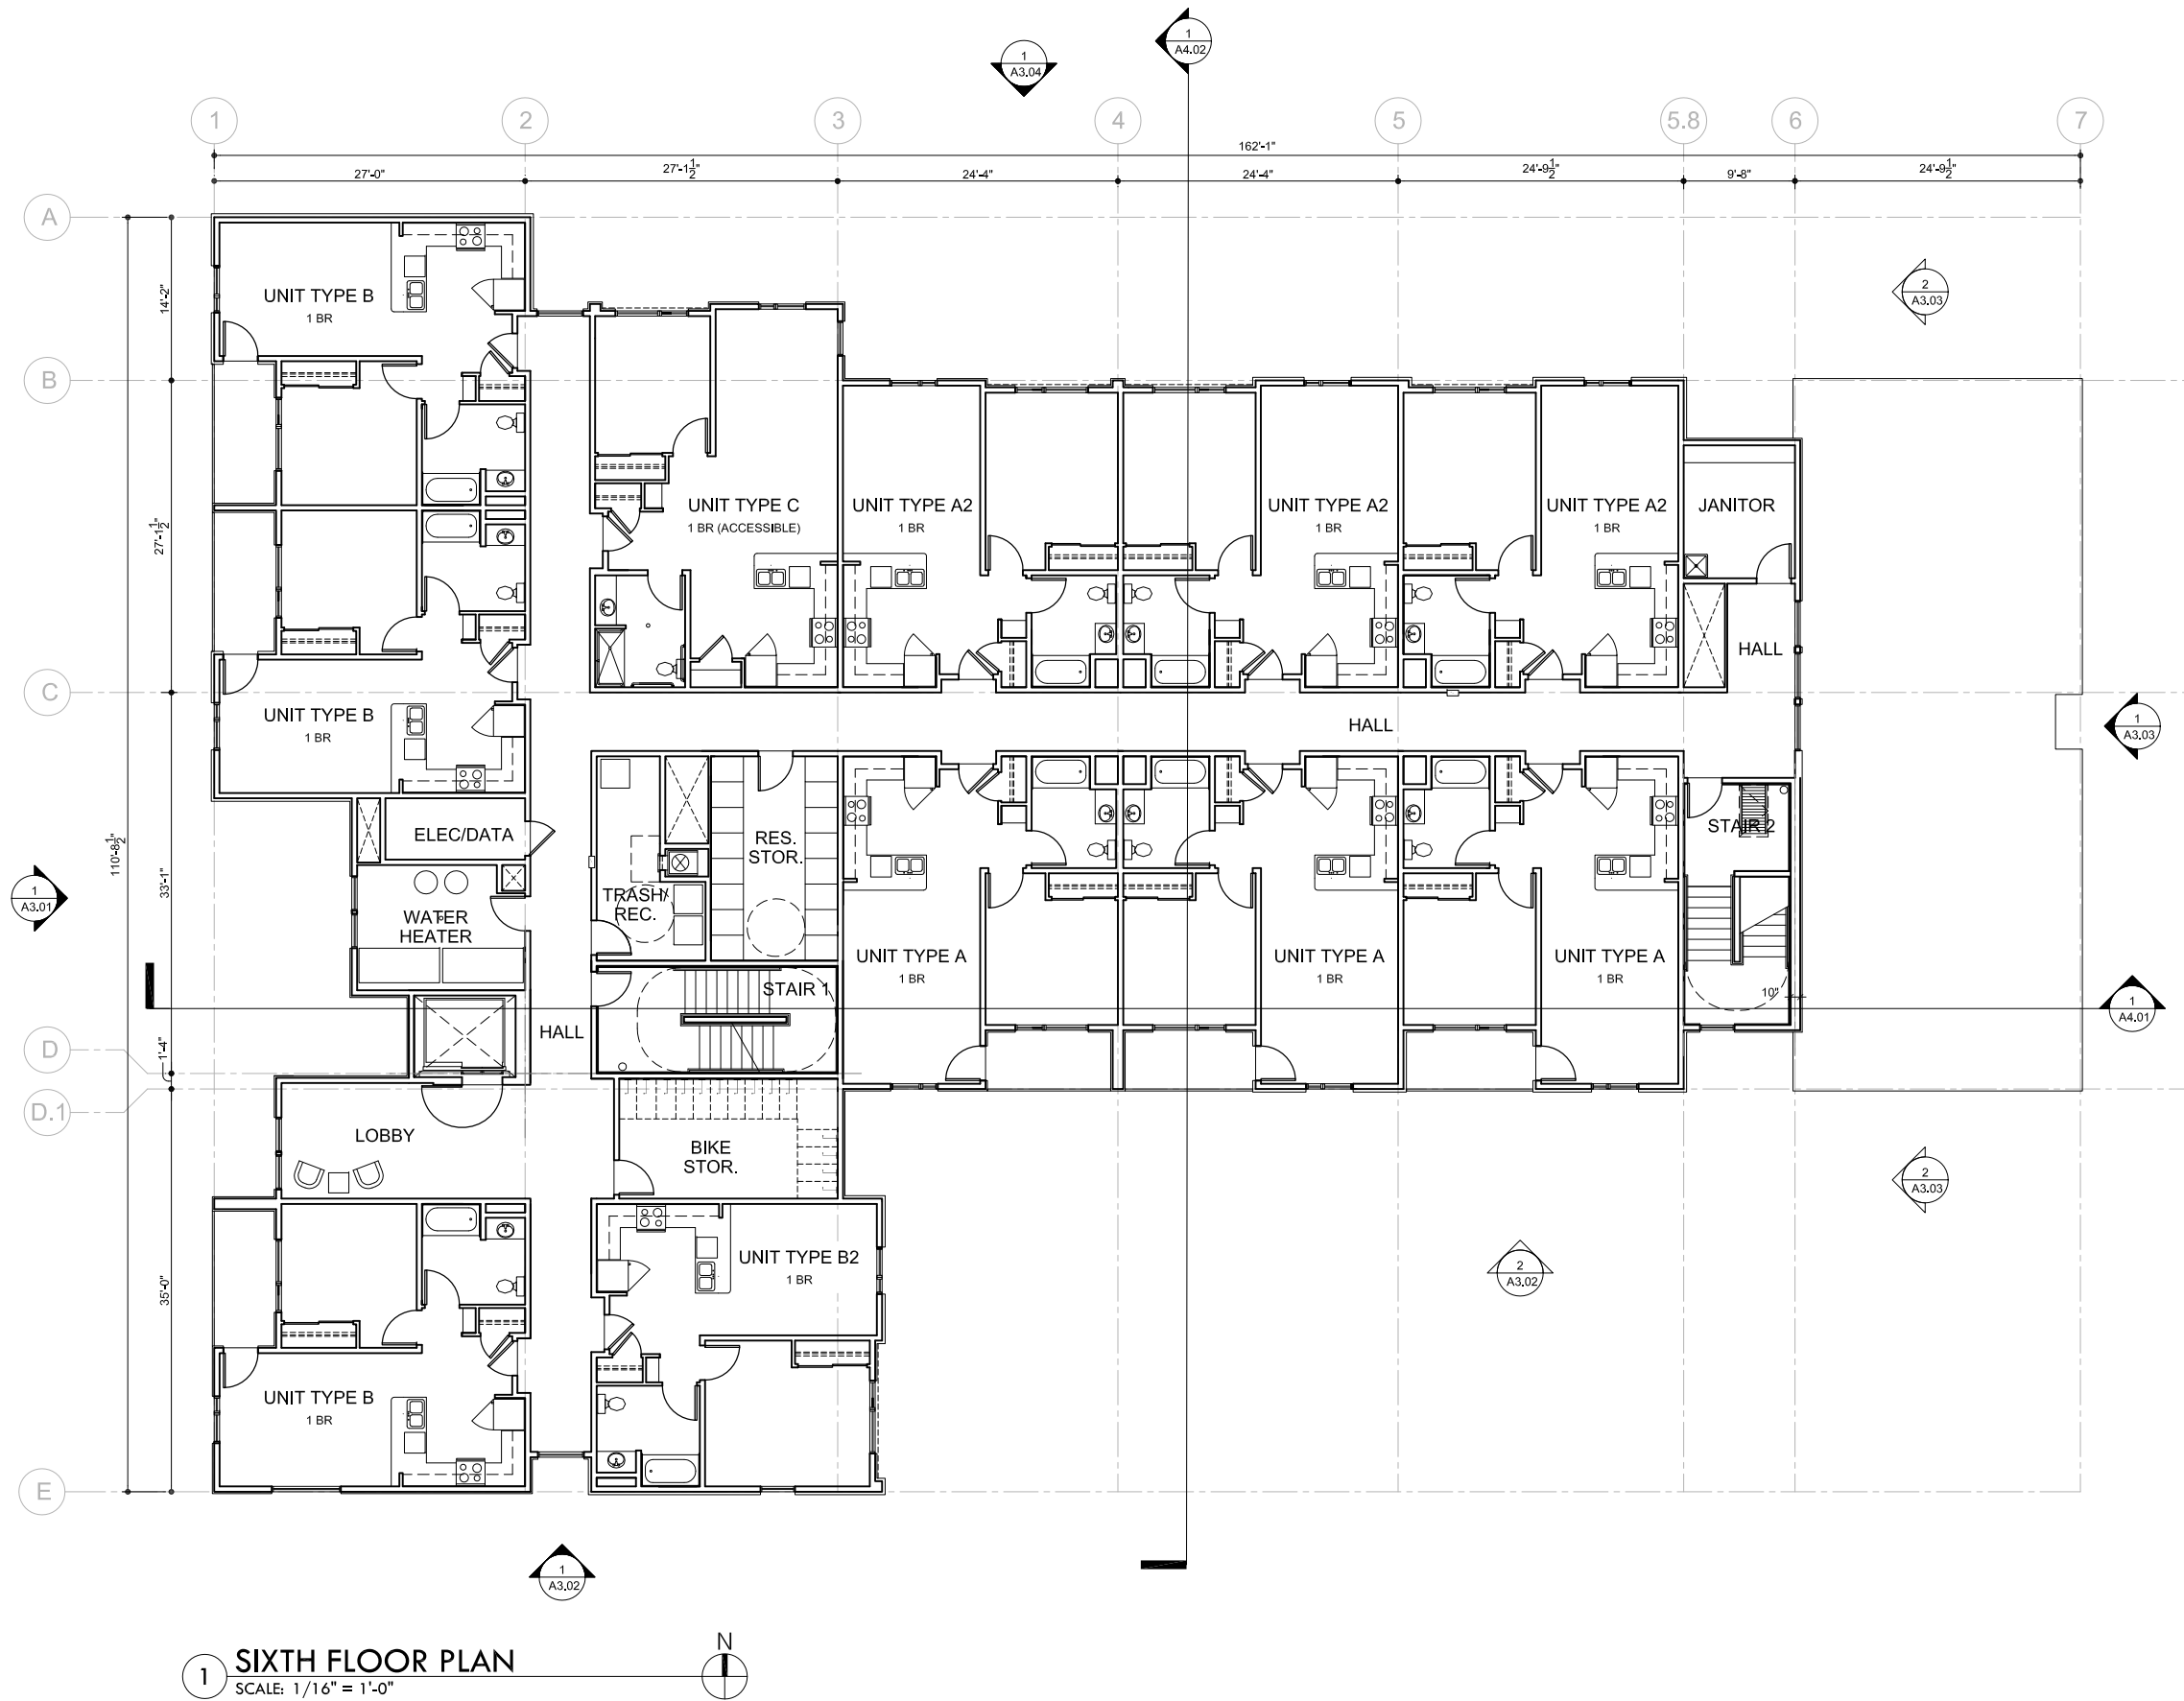 1
A4.02
1
A3.04
1
2
3
4
5
5.8
6
7
162'-1"
27'-0"
27'-1 1/2"
24'-4"
24'-4"
24'-9 1/2"
9'-8"
24'-9 1/2"
A
B
C
D
D.1
E
110'-8 1/2"
14'-2"
27'-1 1/2"
33'-1"
1'-4"
35'-0"
2
A3.03
UNIT TYPE B
1 BR
UNIT TYPE C
1 BR (ACCESSIBLE)
UNIT TYPE A2
1 BR
UNIT TYPE A2
1 BR
UNIT TYPE A2
1 BR
JANITOR
HALL
UNIT TYPE B
1 BR
HALL
1
A3.03
ELEC/DATA
RES.
STOR.
STAIR 2
1
A3.01
TRASH/
REC.
WATER
HEATER
UNIT TYPE A
1 BR
UNIT TYPE A
1 BR
UNIT TYPE A
1 BR
STAIR 1
10"
1
A4.01
HALL
LOBBY
BIKE
STOR.
2
A3.03
UNIT TYPE B2
1 BR
2
A3.02
UNIT TYPE B
1 BR
1
A3.02
N
1
SIXTH FLOOR PLAN
SCALE: 1/16" = 1'-0"